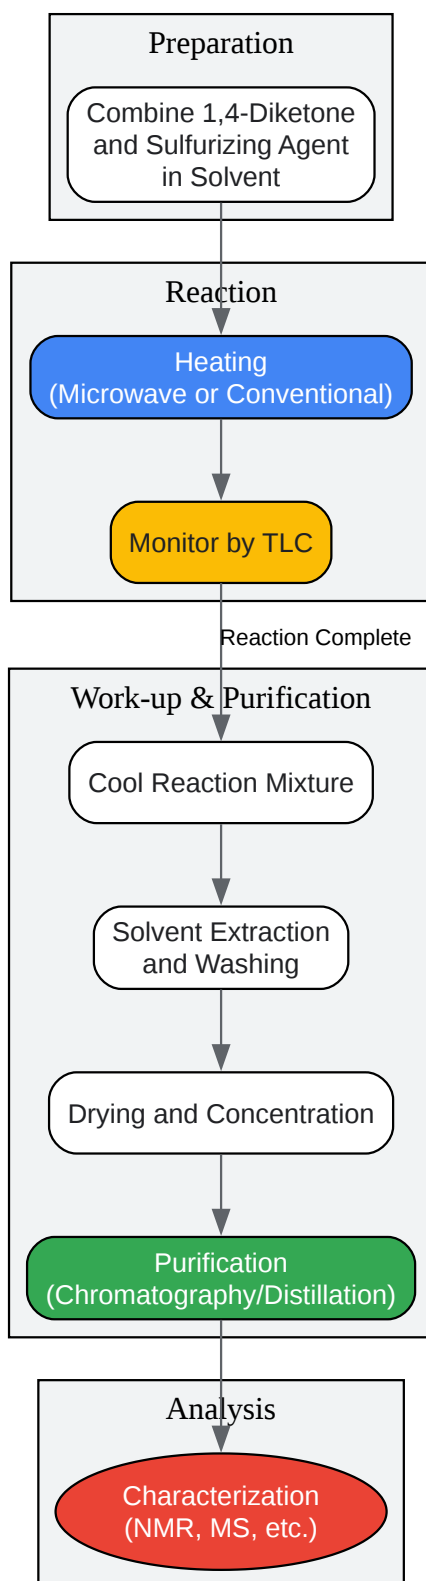 Preparation
Combine 1,4-Diketone
and Sulfurizing Agent
in Solvent
Reaction
Heating
(Microwave or Conventional)
Monitor by TLC
Reaction Complete
Work-up & Purification
Cool Reaction Mixture
Solvent Extraction
and Washing
Drying and Concentration
Purification
(Chromatography/Distillation)
Analysis
Characterization
(NMR, MS, etc.)